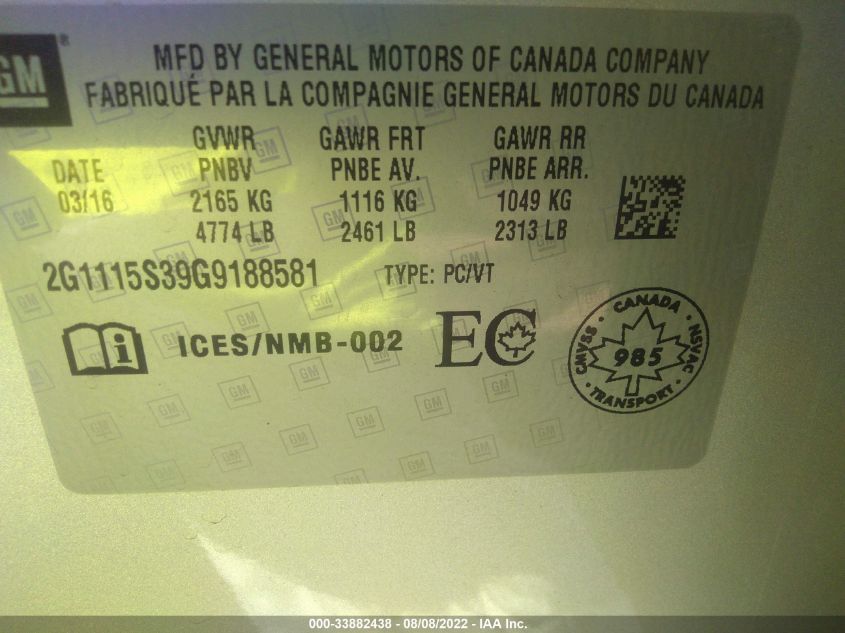 GM ®
MFD BY GENERAL MOTORS OF CANADA COMPANY
FABRIQUÉ PAR LA COMPAGNIE GENERAL MOTORS DU CANADA
GVWR GAWR FRT GAWR RR
DATE PNBV PNBE AV. PNBE ARR.
03/16 2165 KG 1116 KG 1049 KG
4774 LB 2461 LB 2313 LB
2G1115S39G9188581 TYPE: PC/VT
i ICES/NMB-002 EC
CANADA
CMVSS 985 NSVAC
TRANSPORT
000-33882438 - 08/08/2022 - IAA Inc.